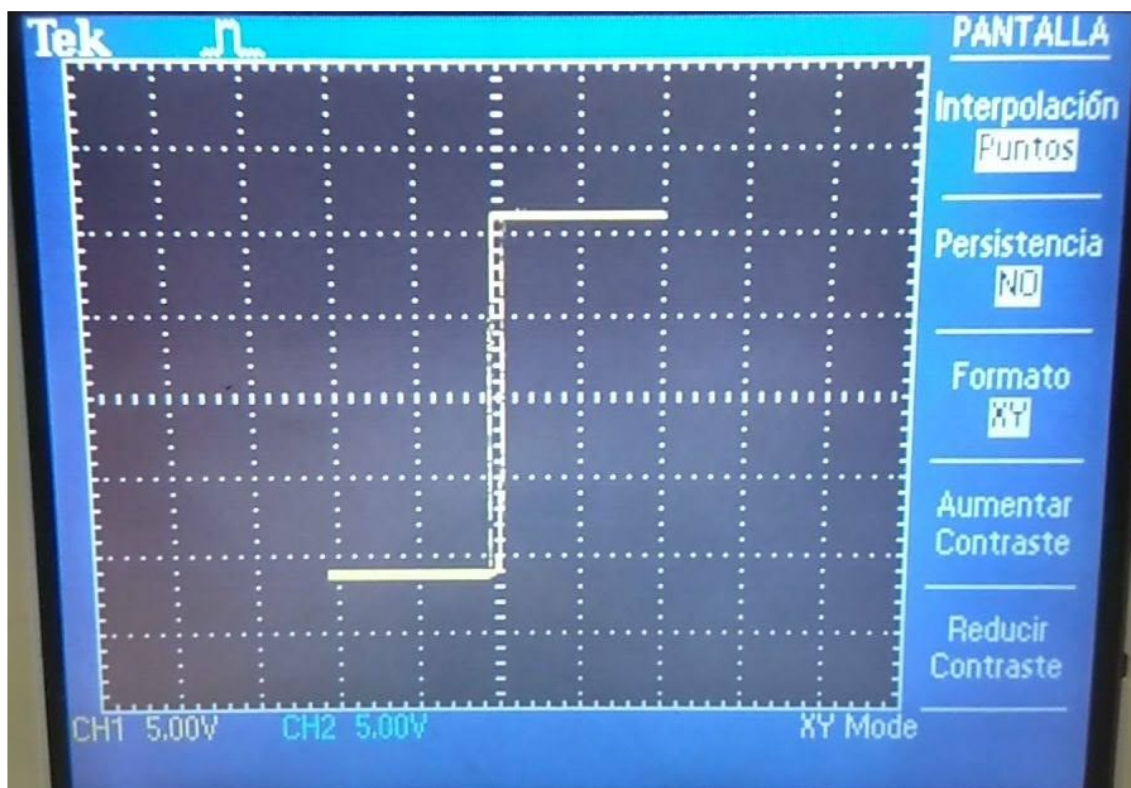 Tek
PANTALLA
Interpolación
Puntos
Persistencia
NO
Formato
XY
Aumentar
Contraste
Reducir
Contraste
CH1 5.00V CH2 5.00V XY Mode